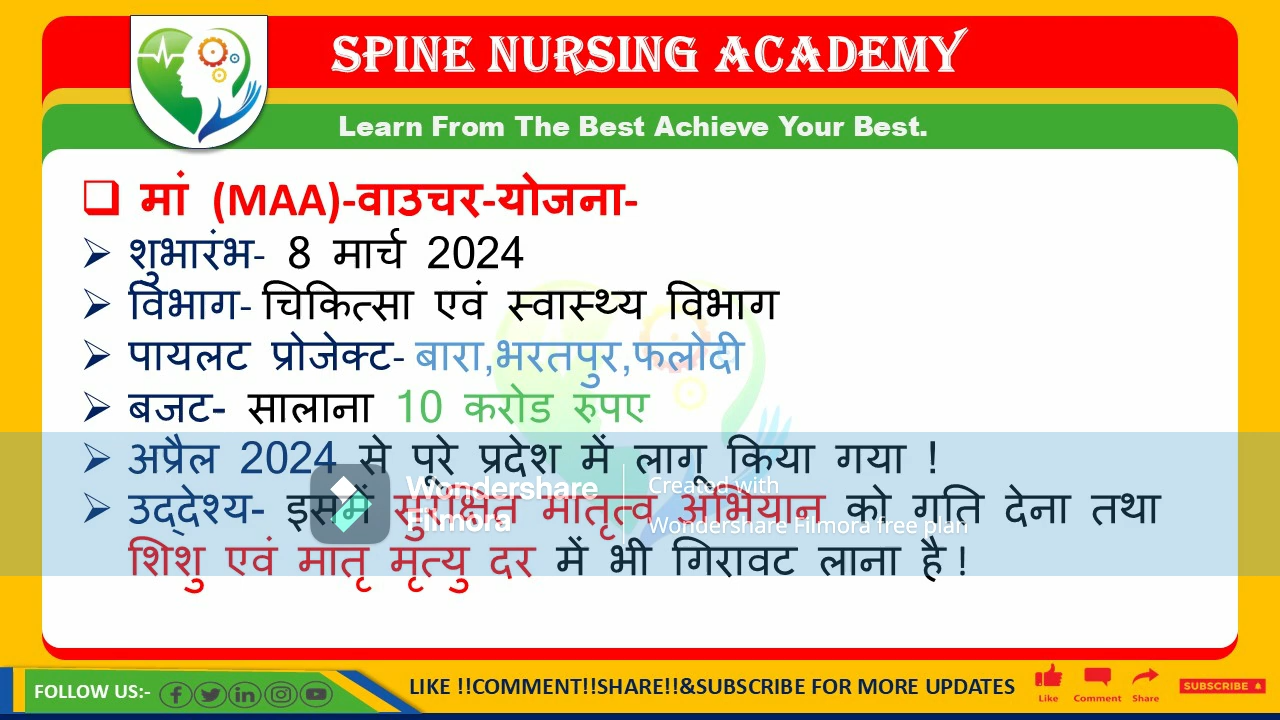 SPINE NURSING ACADEMY
Learn From The Best Achieve Your Best.
मां (MAA)-वाउचर-योजना-
शुभारंभ- 8 मार्च 2024
विभाग- चिकित्सा एवं स्वास्थ्य विभाग
पायलट प्रोजेक्ट- बारा,भरतपुर,फलोदी
बजट- सालाना 10 करोड रुपए
अप्रैल 2024 से पूरे प्रदेश में लागू किया गया !
उद्देश्य- इसमें सुरक्षित मातृत्व अभियान को गति देना तथा
शिशु एवं मातृ मृत्यु दर में भी गिरावट लाना है !
Wondershare
Filmora
Created with
Wondershare Filmora free plan
FOLLOW US:-
LIKE !!COMMENT!!SHARE!!&SUBSCRIBE FOR MORE UPDATES
Like Comment Share
SUBSCRIBE